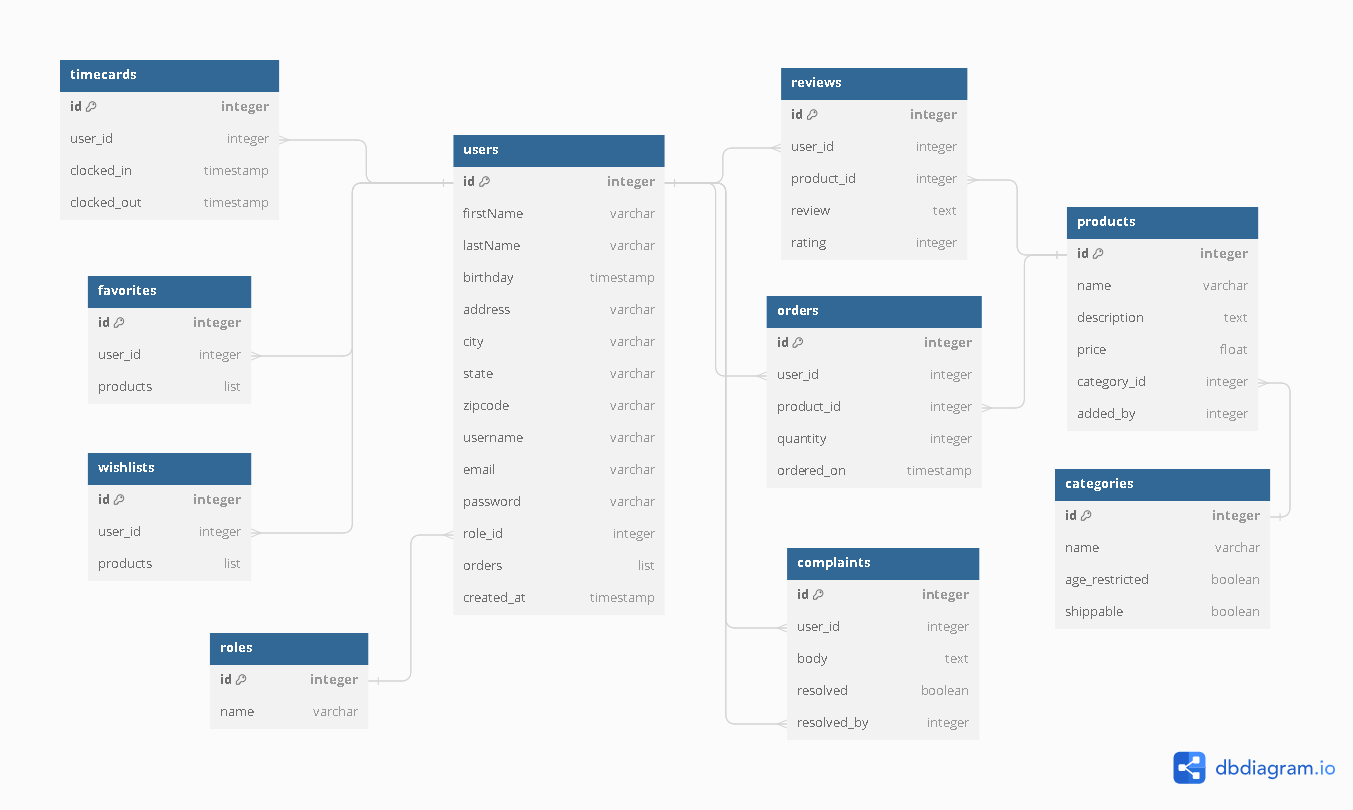 timecards
id integer
user_id integer
clocked_in timestamp
clocked_out timestamp
favorites
id integer
user_id integer
products list
wishlists
id integer
user_id integer
products list
roles
id integer
name varchar
users
id integer
firstName varchar
lastName varchar
birthday timestamp
address varchar
city varchar
state varchar
zipcode varchar
username varchar
email varchar
password varchar
role_id integer
orders list
created_at timestamp
reviews
id integer
user_id integer
product_id integer
review text
rating integer
orders
id integer
user_id integer
product_id integer
quantity integer
ordered_on timestamp
complaints
id integer
user_id integer
body text
resolved boolean
resolved_by integer
products
id integer
name varchar
description text
price float
category_id integer
added_by integer
categories
id integer
name varchar
age_restricted boolean
shippable boolean
dbdiagram.io